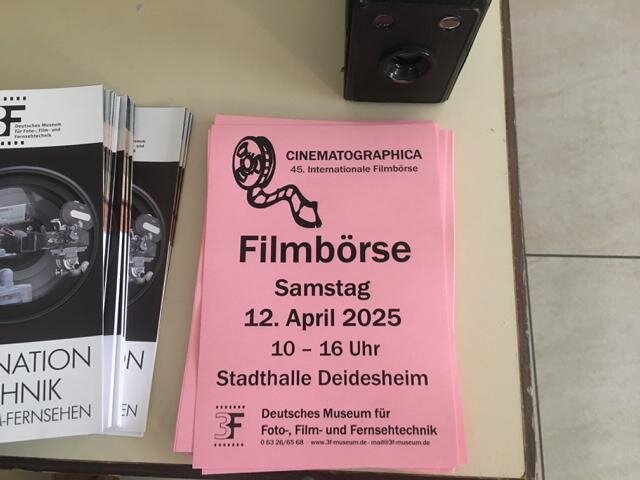 3F
Deutsches Museum
für Foto-, Film- und
Fernsehtechnik
NATION
HNIK
-FERNSEHEN
CINEMATOGRAPHICA
45. Internationale Filmbörse
Filmbörse
Samstag
12. April 2025
10 – 16 Uhr
Stadthalle Deidesheim
3F
Deutsches Museum für
Foto-, Film- und Fernsehtechnik
0 63 26/65 68 · www.3f-museum.de · mail@3f-museum.de